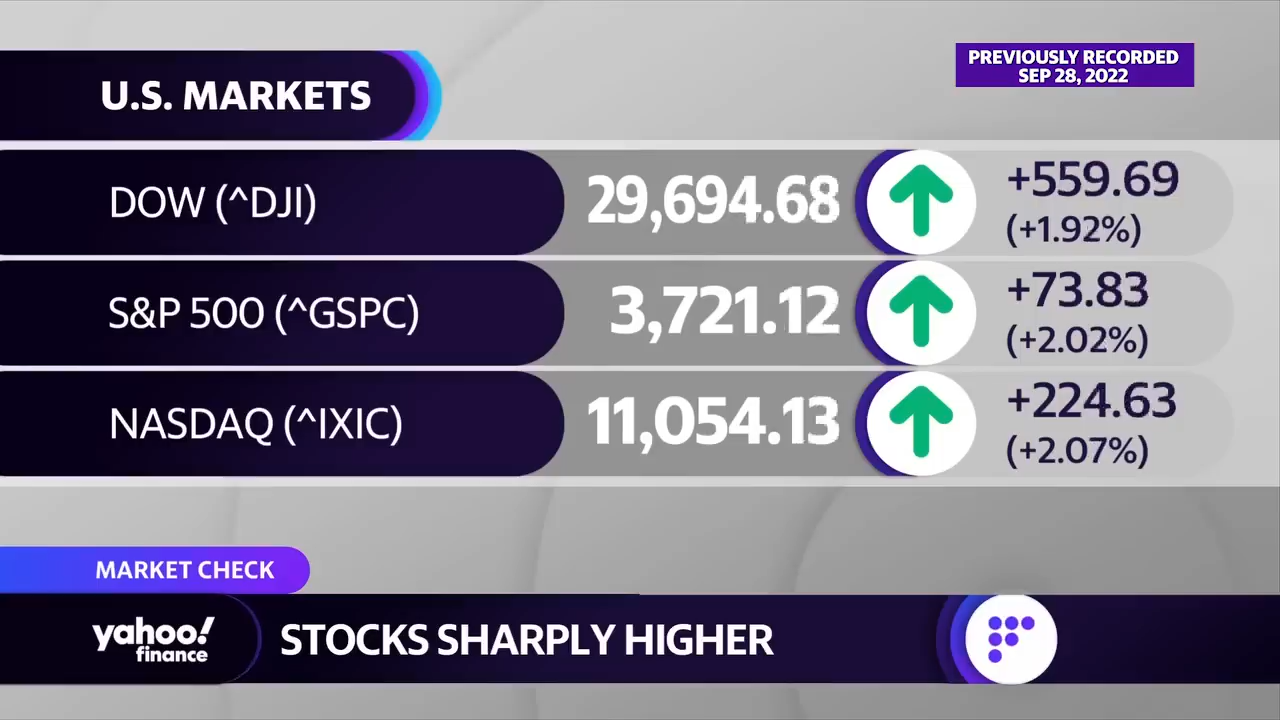 PREVIOUSLY RECORDED
SEP 28, 2022
U.S. MARKETS
DOW (^DJI) 29,694.68 +559.69
(+1.92%)
S&P 500 (^GSPC) 3,721.12 +73.83
(+2.02%)
NASDAQ (^IXIC) 11,054.13 +224.63
(+2.07%)
MARKET CHECK
yahoo!
finance
STOCKS SHARPLY HIGHER